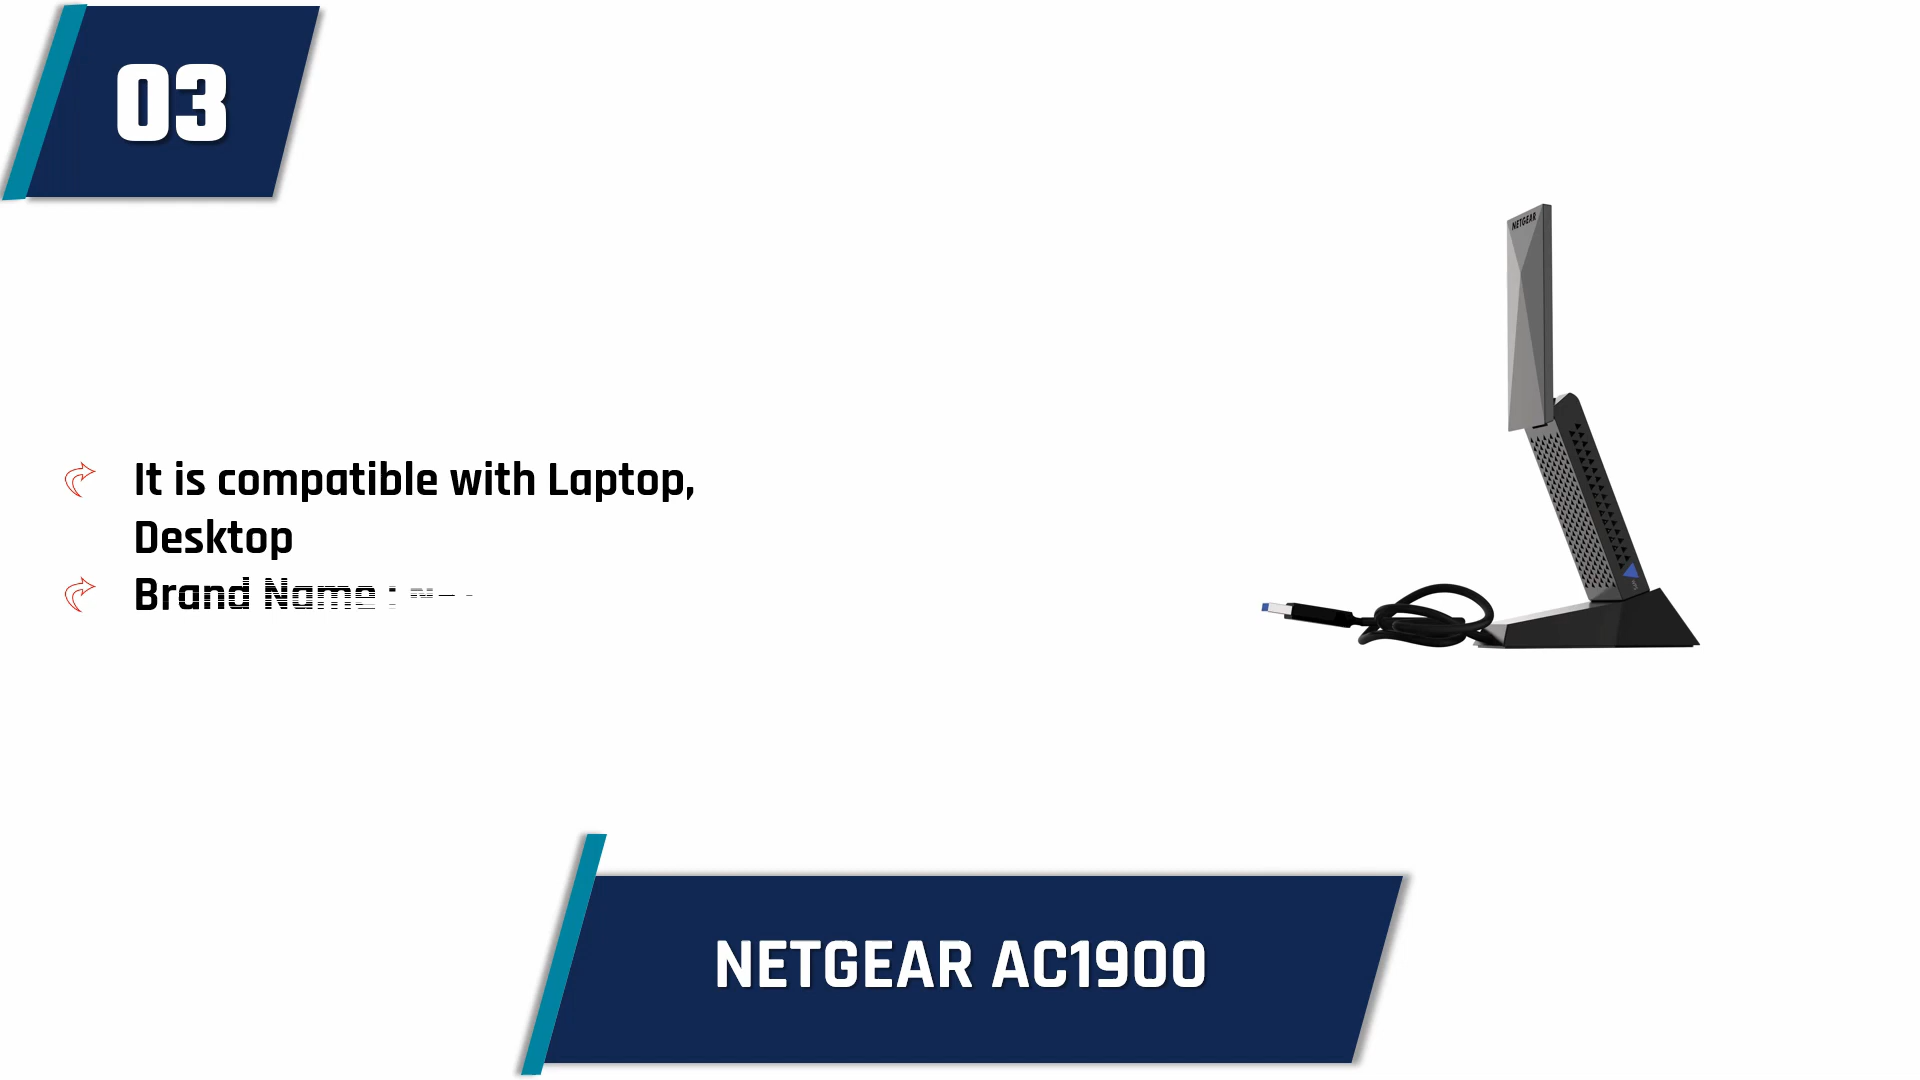 03
NETGEAR
It is compatible with Laptop,
Desktop
Brand Name :
NETGEAR AC1900